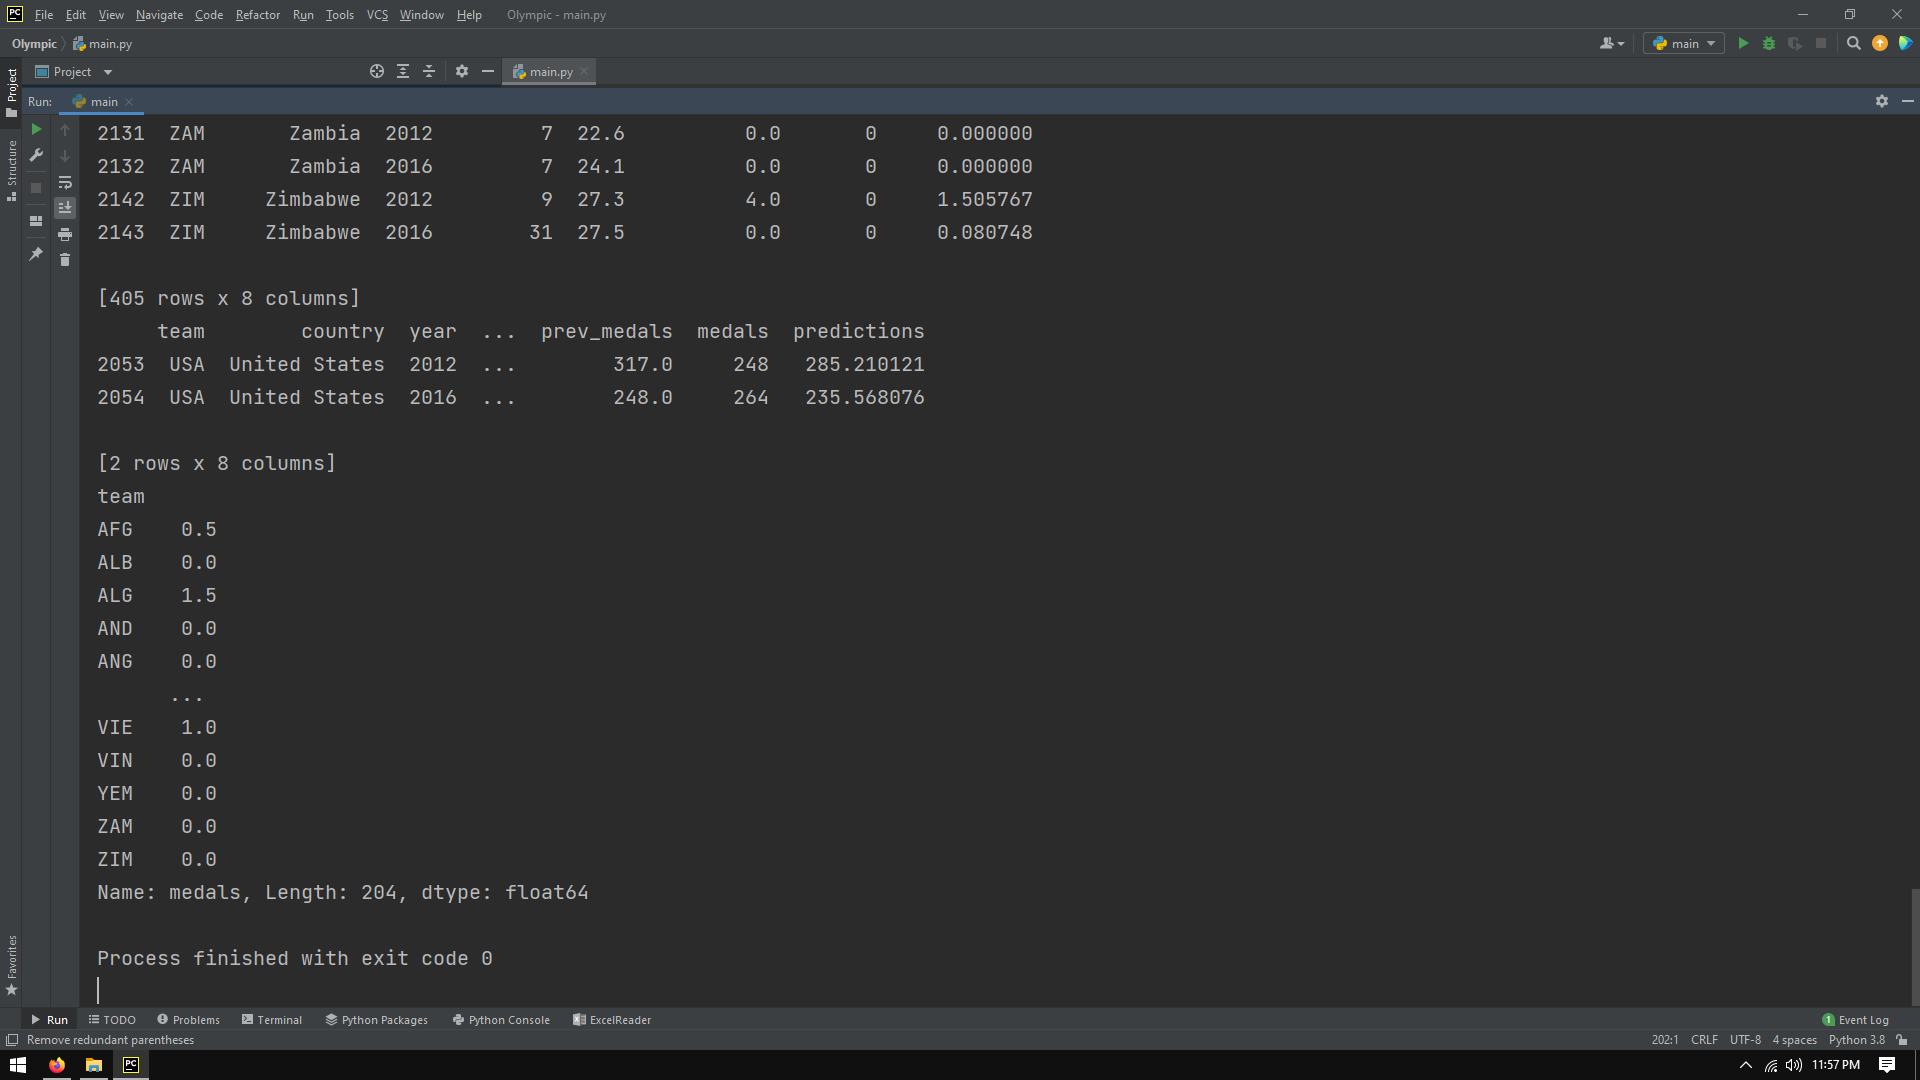 PC File Edit View Navigate Code Refactor Run Tools VCS Window Help Olympic - main.py
Olympic main.py main
Project main.py
Project
Run: main
Structure
2131 ZAM Zambia 2012 7 22.6 0.0 0 0.000000
2132 ZAM Zambia 2016 7 24.1 0.0 0 0.000000
2142 ZIM Zimbabwe 2012 9 27.3 4.0 0 1.505767
2143 ZIM Zimbabwe 2016 31 27.5 0.0 0 0.080748
[405 rows x 8 columns]
team country year ... prev_medals medals predictions
2053 USA United States 2012 ... 317.0 248 285.210121
2054 USA United States 2016 ... 248.0 264 235.568076
[2 rows x 8 columns]
team
AFG 0.5
ALB 0.0
ALG 1.5
AND 0.0
ANG 0.0
...
VIE 1.0
VIN 0.0
YEM 0.0
ZAM 0.0
ZIM 0.0
Name: medals, Length: 204, dtype: float64
Process finished with exit code 0
Favorites
Run TODO Problems Terminal Python Packages Python Console ExcelReader 1 Event Log
Remove redundant parentheses 202:1 CRLF UTF-8 4 spaces Python 3.8
PC 11:57 PM